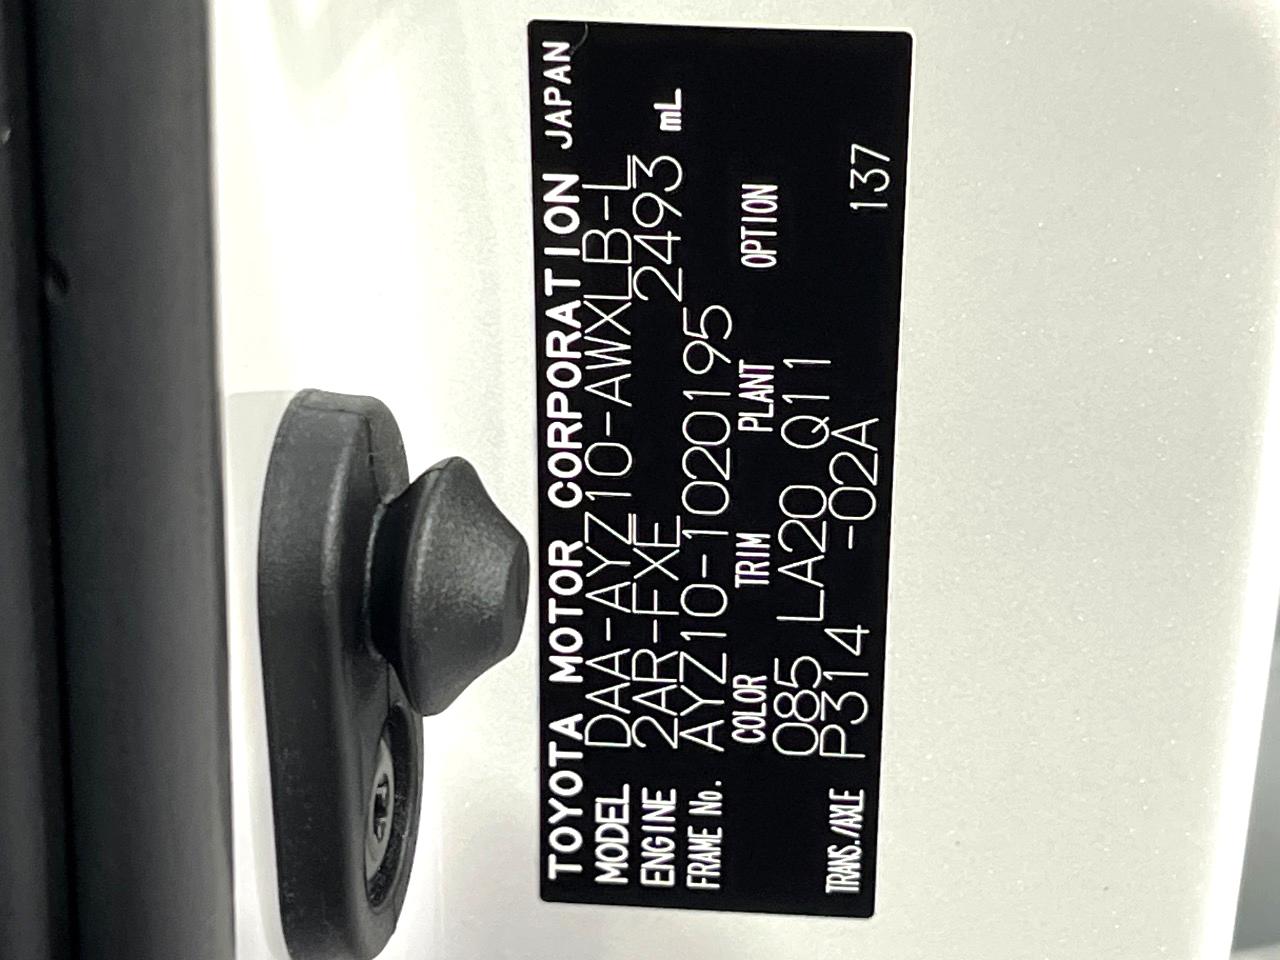 TOYOTA MOTOR CORPORATION JAPAN
MODEL DAA-AYZ10-AWXLB-L
ENGINE 2AR-FXE 2493 mL
FRAME No. AYZ10-1020195
COLOR TRIM PLANT OPTION
085 LA20 Q11
TRANS./AXLE P314 -02A 137